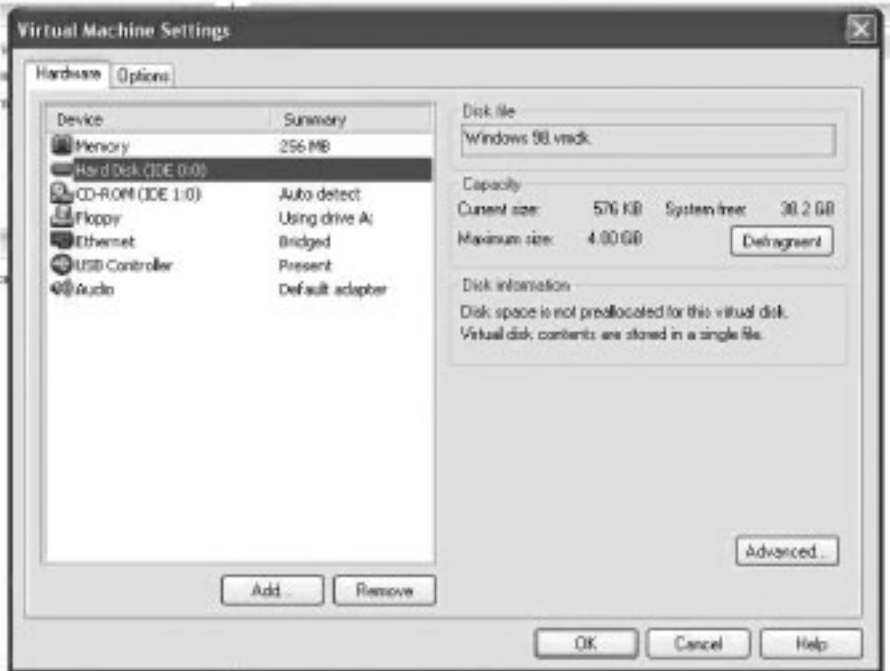 Virtual Machine Settings
Hardware Options
Device Summary
Memory 256 MB
Hard Disk (IDE 0:0)
CD-ROM (IDE 1:0) Auto detect
Floppy Using drive A:
Ethernet Bridged
USB Controller Present
Audio Default adapter
Add... Remove
Disk file
Windows 98.vmdk
Capacity
Current size: 576 KB System free: 38.2 GB
Maximum size: 4.00 GB Defragment
Disk information
Disk space is not preallocated for this virtual disk.
Virtual disk contents are stored in a single file.
Advanced...
OK Cancel Help